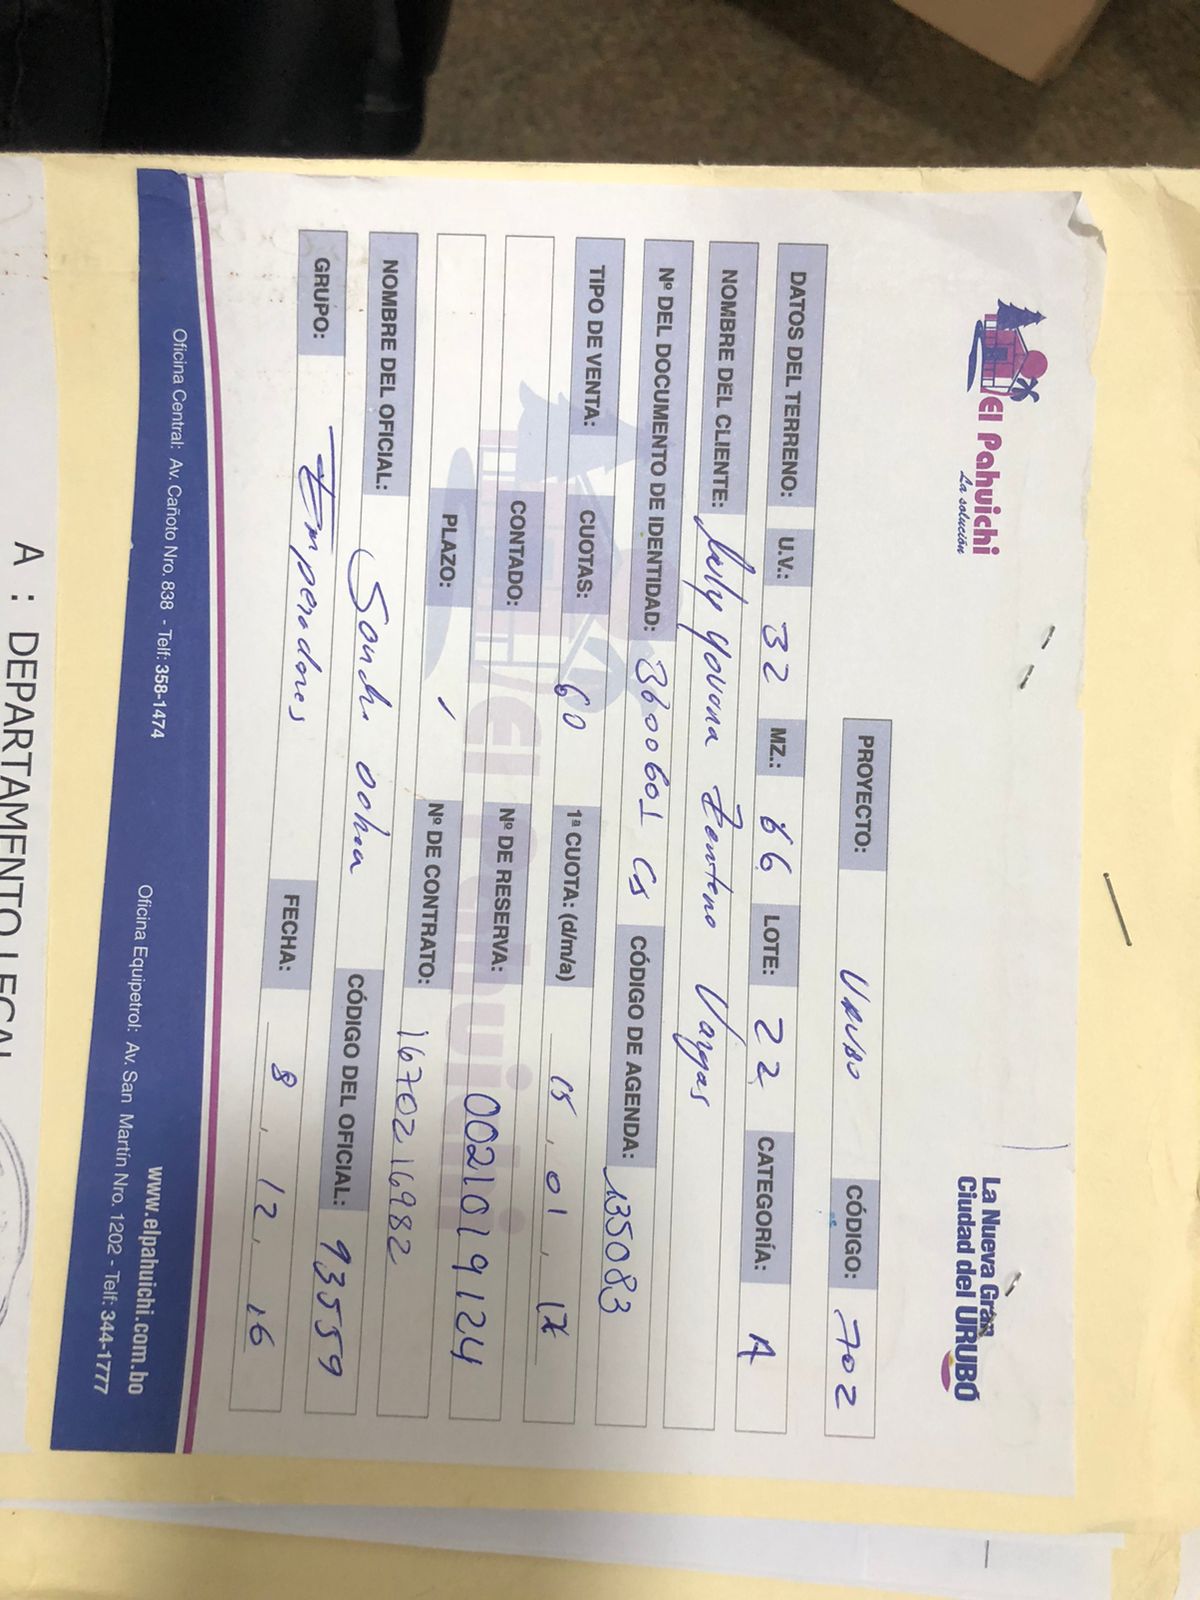 El Pahuichi
La solución
La Nueva Gran
Ciudad del URUBÓ
PROYECTO: URUBO CÓDIGO: 702
DATOS DEL TERRENO: U.V.: 32 MZ.: 66 LOTE: 22 CATEGORÍA: A
NOMBRE DEL CLIENTE: Luly Yovana Zenteno Vargas
Nº DEL DOCUMENTO DE IDENTIDAD: 3600601 CÓDIGO DE AGENDA: 135083
TIPO DE VENTA: CUOTAS: 60 1ª CUOTA: (d/m/a) 15 . 01 . 17
CONTADO: Nº DE RESERVA: 0021019124
PLAZO: / Nº DE CONTRATO: 1670216982
NOMBRE DEL OFICIAL: Sandra Ochoa CÓDIGO DEL OFICIAL: 93559
GRUPO: Emperadores FECHA: 8 . 12 . 16
El Pahuichi
Oficina Central: Av. Cañoto Nro. 838 - Telf: 358-1474
www.elpahuichi.com.bo
Oficina Equipetrol: Av. San Martín Nro. 1202 - Telf: 344-1777
A : DEPARTAMENTO LEGAL